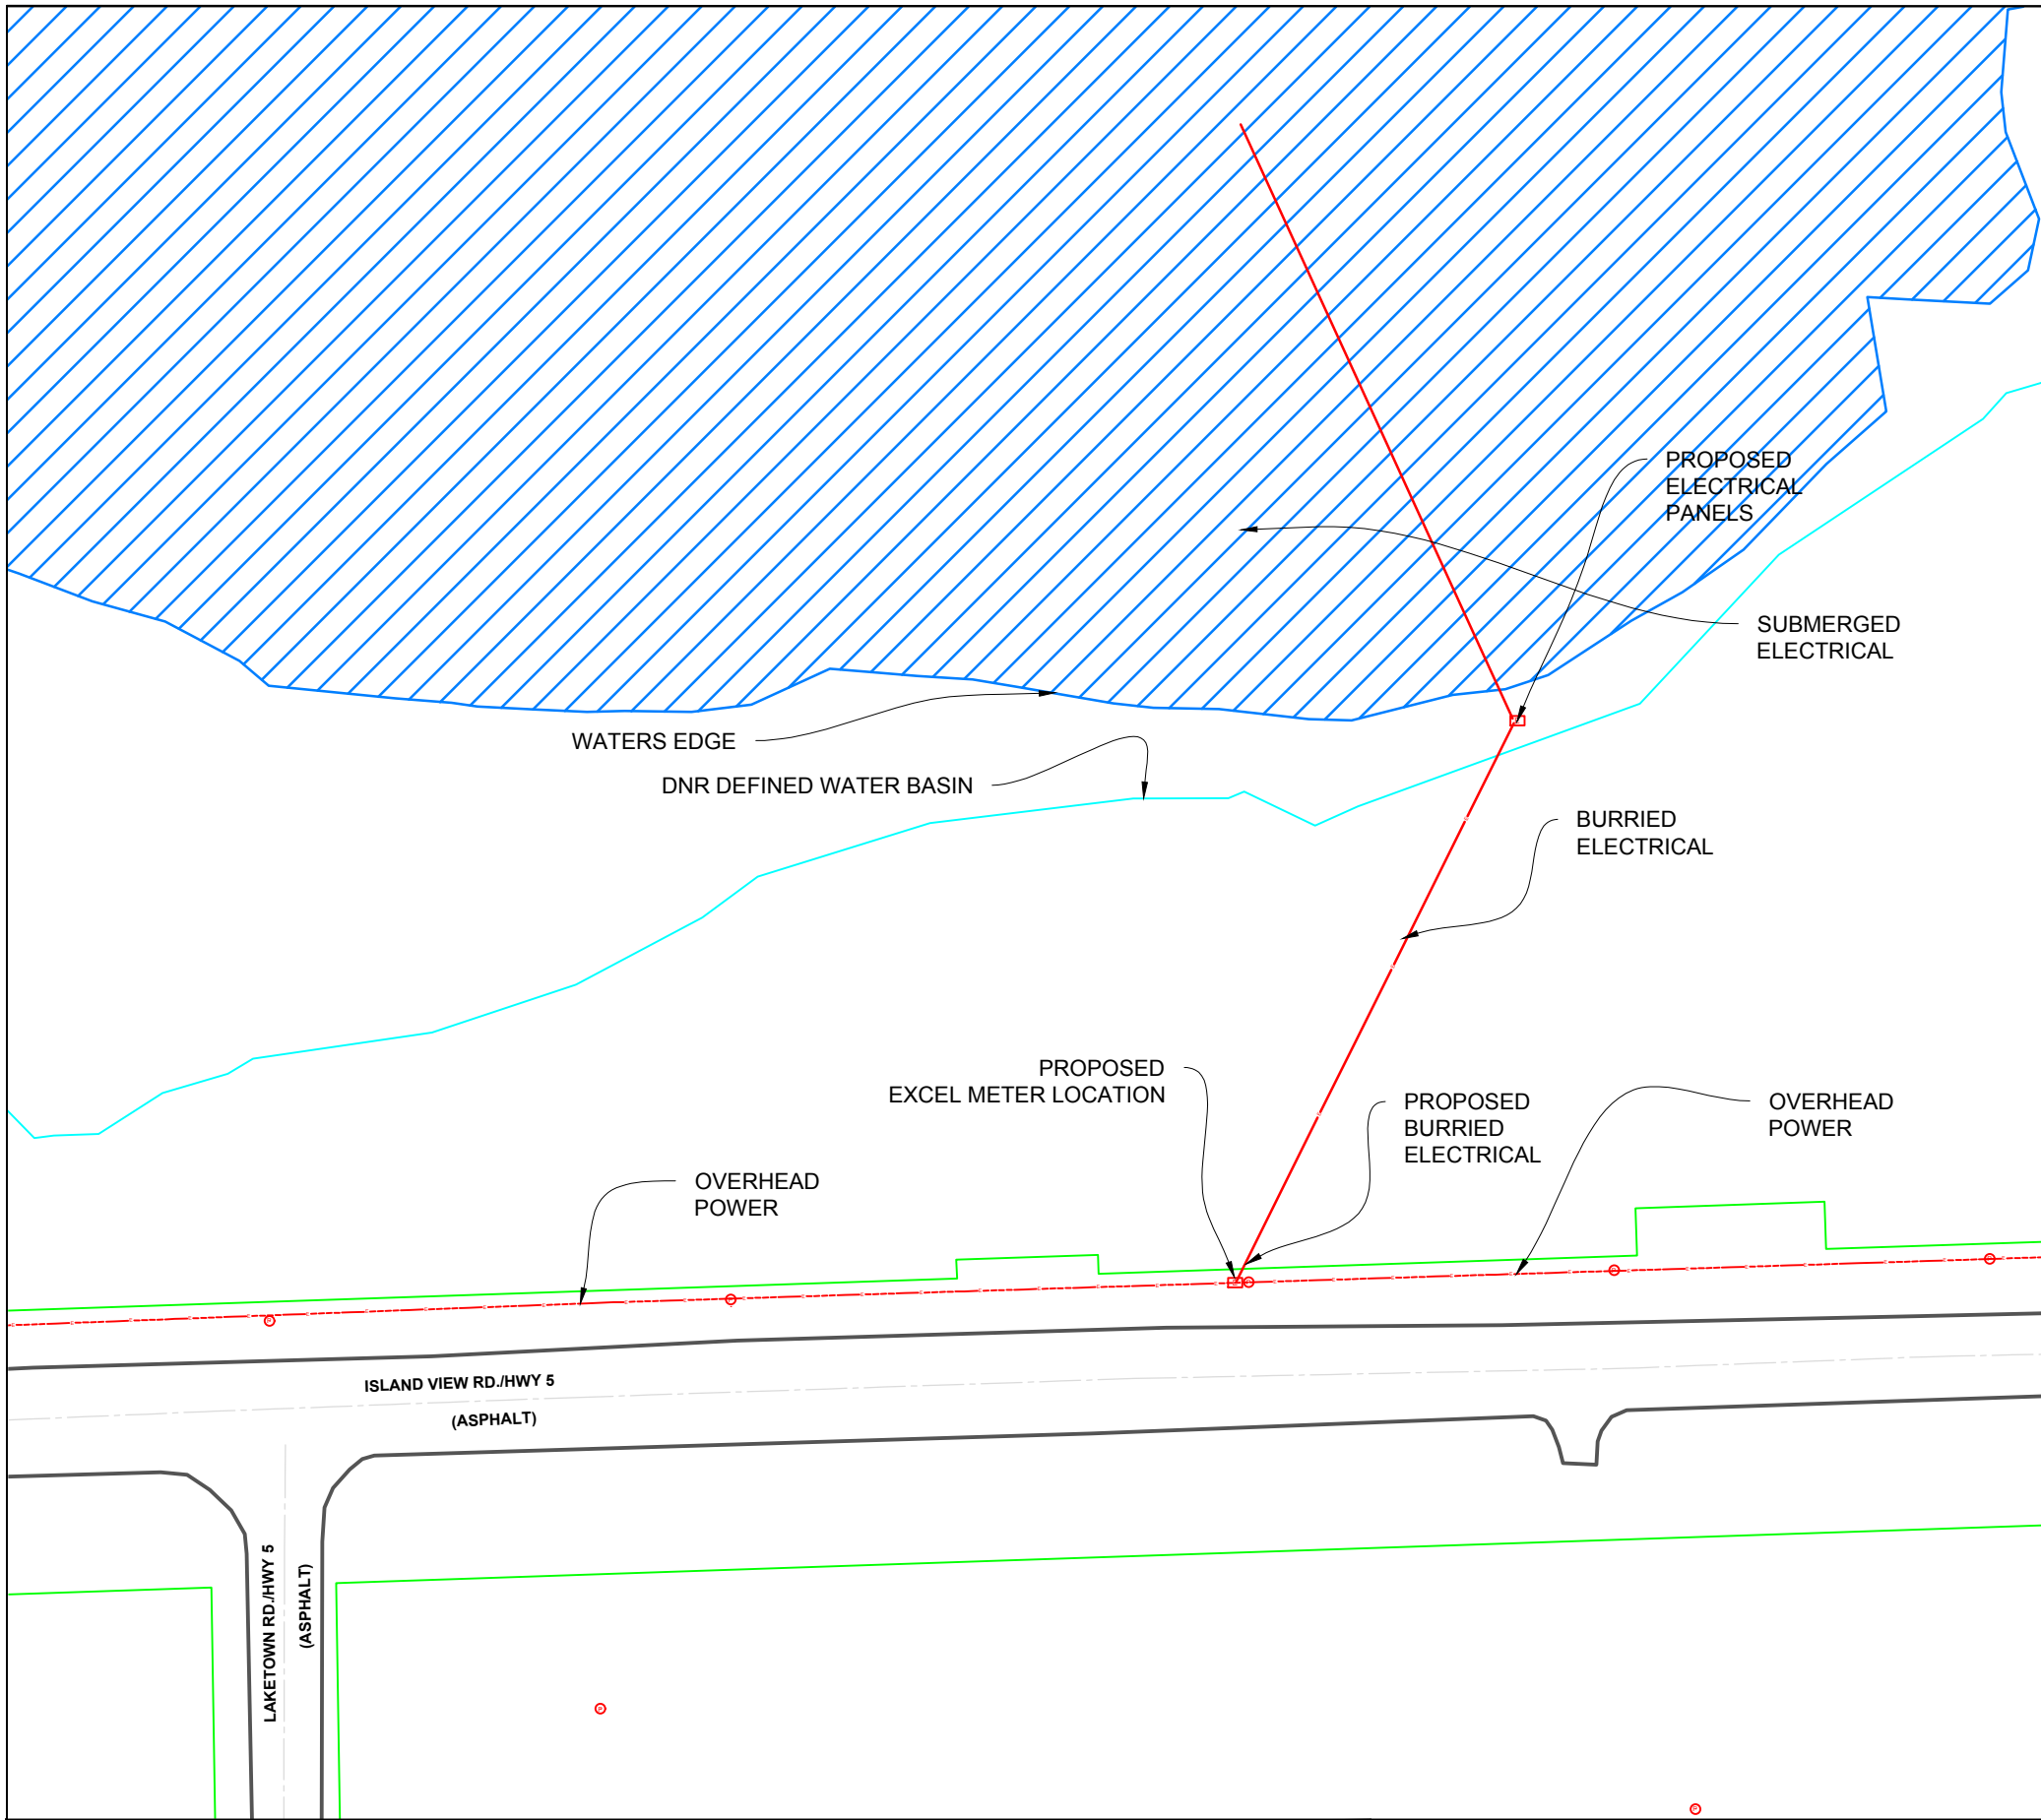 PROPOSED
ELECTRICAL
PANELS
SUBMERGED
ELECTRICAL
WATERS EDGE
DNR DEFINED WATER BASIN
BURRIED
ELECTRICAL
PROPOSED
EXCEL METER LOCATION
PROPOSED
BURRIED
ELECTRICAL
OVERHEAD
POWER
OVERHEAD
POWER
ISLAND VIEW RD./HWY 5
(ASPHALT)
LAKETOWN RD./HWY 5
(ASPHALT)